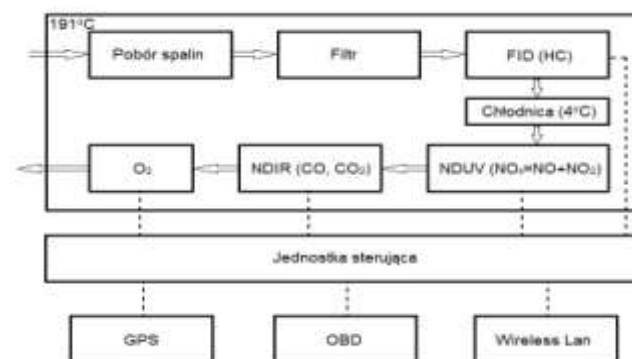 191°C
Pobór spalin
Filtr
FID (HC)
Chłodnica (4°C)
O₂
NDIR (CO, CO₂)
NDUV (NOₓ=NO+NO₂)
Jednostka sterująca
GPS
OBD
Wireless Lan